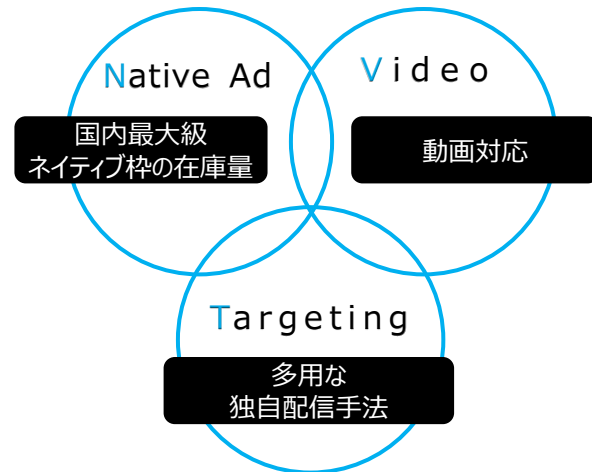 Native Ad
Video
国内最大級
ネイティブ枠の在庫量
動画対応
Targeting
多用な
独自配信手法